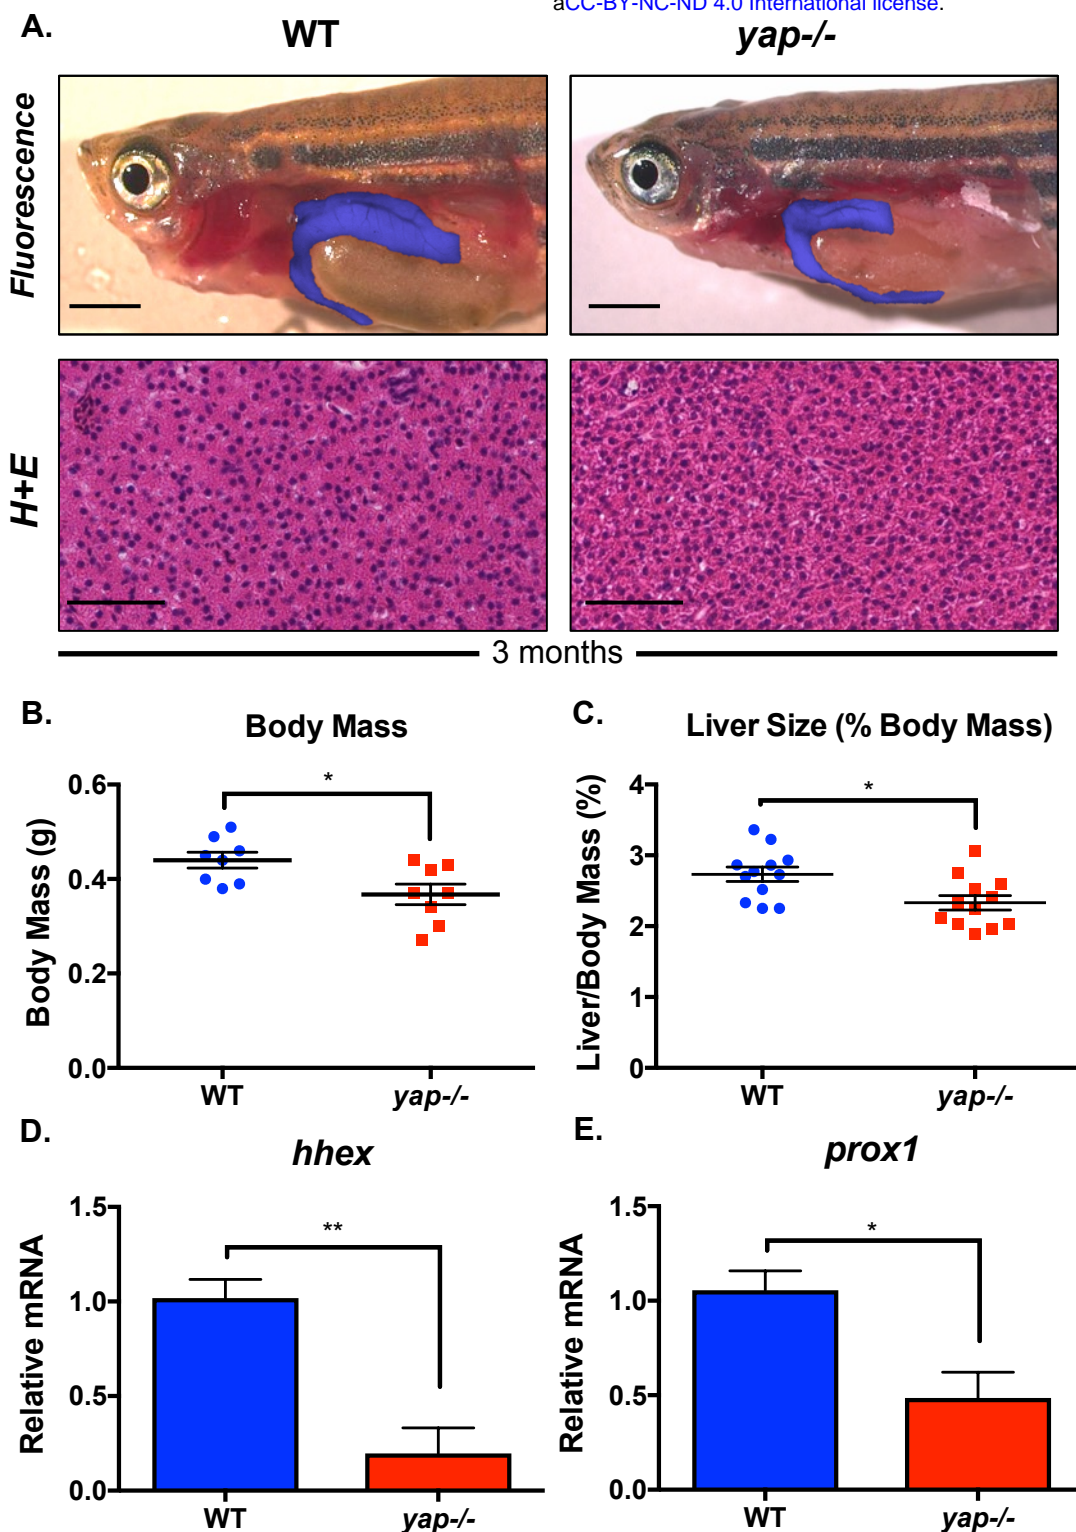 aCC-BY-NC-ND 4.0 International license.
A.
WT
yap-/-
Fluorescence
H+E
3 months
B.
Body Mass
*
Body Mass (g)
0.6
0.4
0.2
0.0
WT
yap-/-
C.
Liver Size (% Body Mass)
*
Liver/Body Mass (%)
4
3
2
1
0
WT
yap-/-
D.
hhex
**
Relative mRNA
1.5
1.0
0.5
0.0
WT
yap-/-
E.
prox1
*
Relative mRNA
1.5
1.0
0.5
0.0
WT
yap-/-